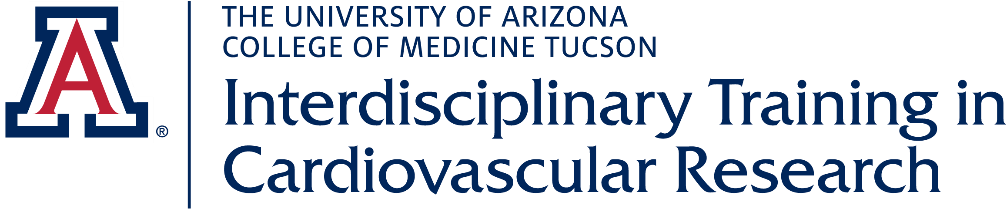 A®
THE UNIVERSITY OF ARIZONA
COLLEGE OF MEDICINE TUCSON
Interdisciplinary Training in
Cardiovascular Research